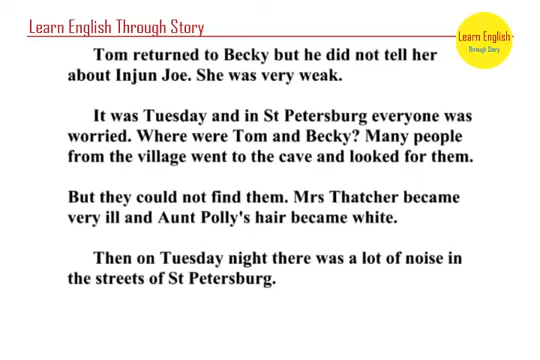 Learn English Through Story
Learn English
Through Story
Tom returned to Becky but he did not tell her
about Injun Joe. She was very weak.
It was Tuesday and in St Petersburg everyone was
worried. Where were Tom and Becky? Many people
from the village went to the cave and looked for them.
But they could not find them. Mrs Thatcher became
very ill and Aunt Polly's hair became white.
Then on Tuesday night there was a lot of noise in
the streets of St Petersburg.